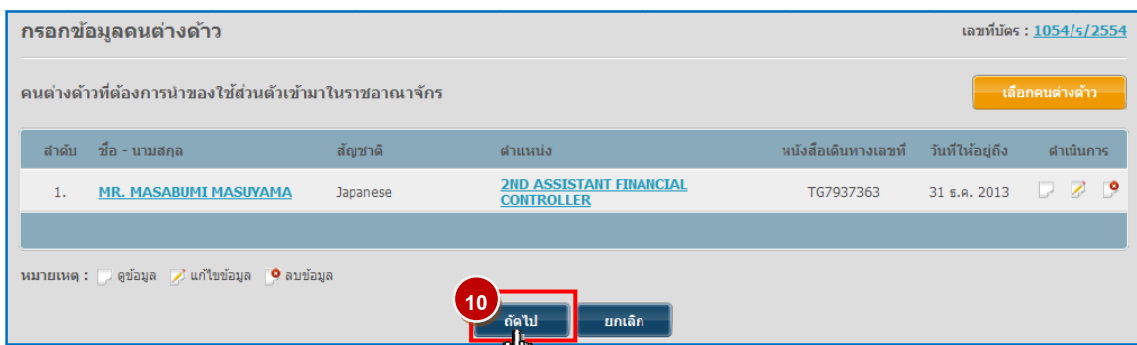 กรอกข้อมูลคนต่างด้าว เลขที่บัตร : 1054/s/2554
คนต่างด้าวที่ต้องการนำของใช้ส่วนตัวเข้ามาในราชอาณาจักร เลือกคนต่างด้าว
ลำดับ ชื่อ - นามสกุล สัญชาติ ตำแหน่ง หนังสือเดินทางเลขที่ วันที่ให้อยู่ถึง ดำเนินการ
1. MR. MASABUMI MASUYAMA Japanese 2ND ASSISTANT FINANCIAL CONTROLLER TG7937363 31 ธ.ค. 2013
หมายเหตุ : ดูข้อมูล แก้ไขข้อมูล ลบข้อมูล
10
ถัดไป ยกเลิก